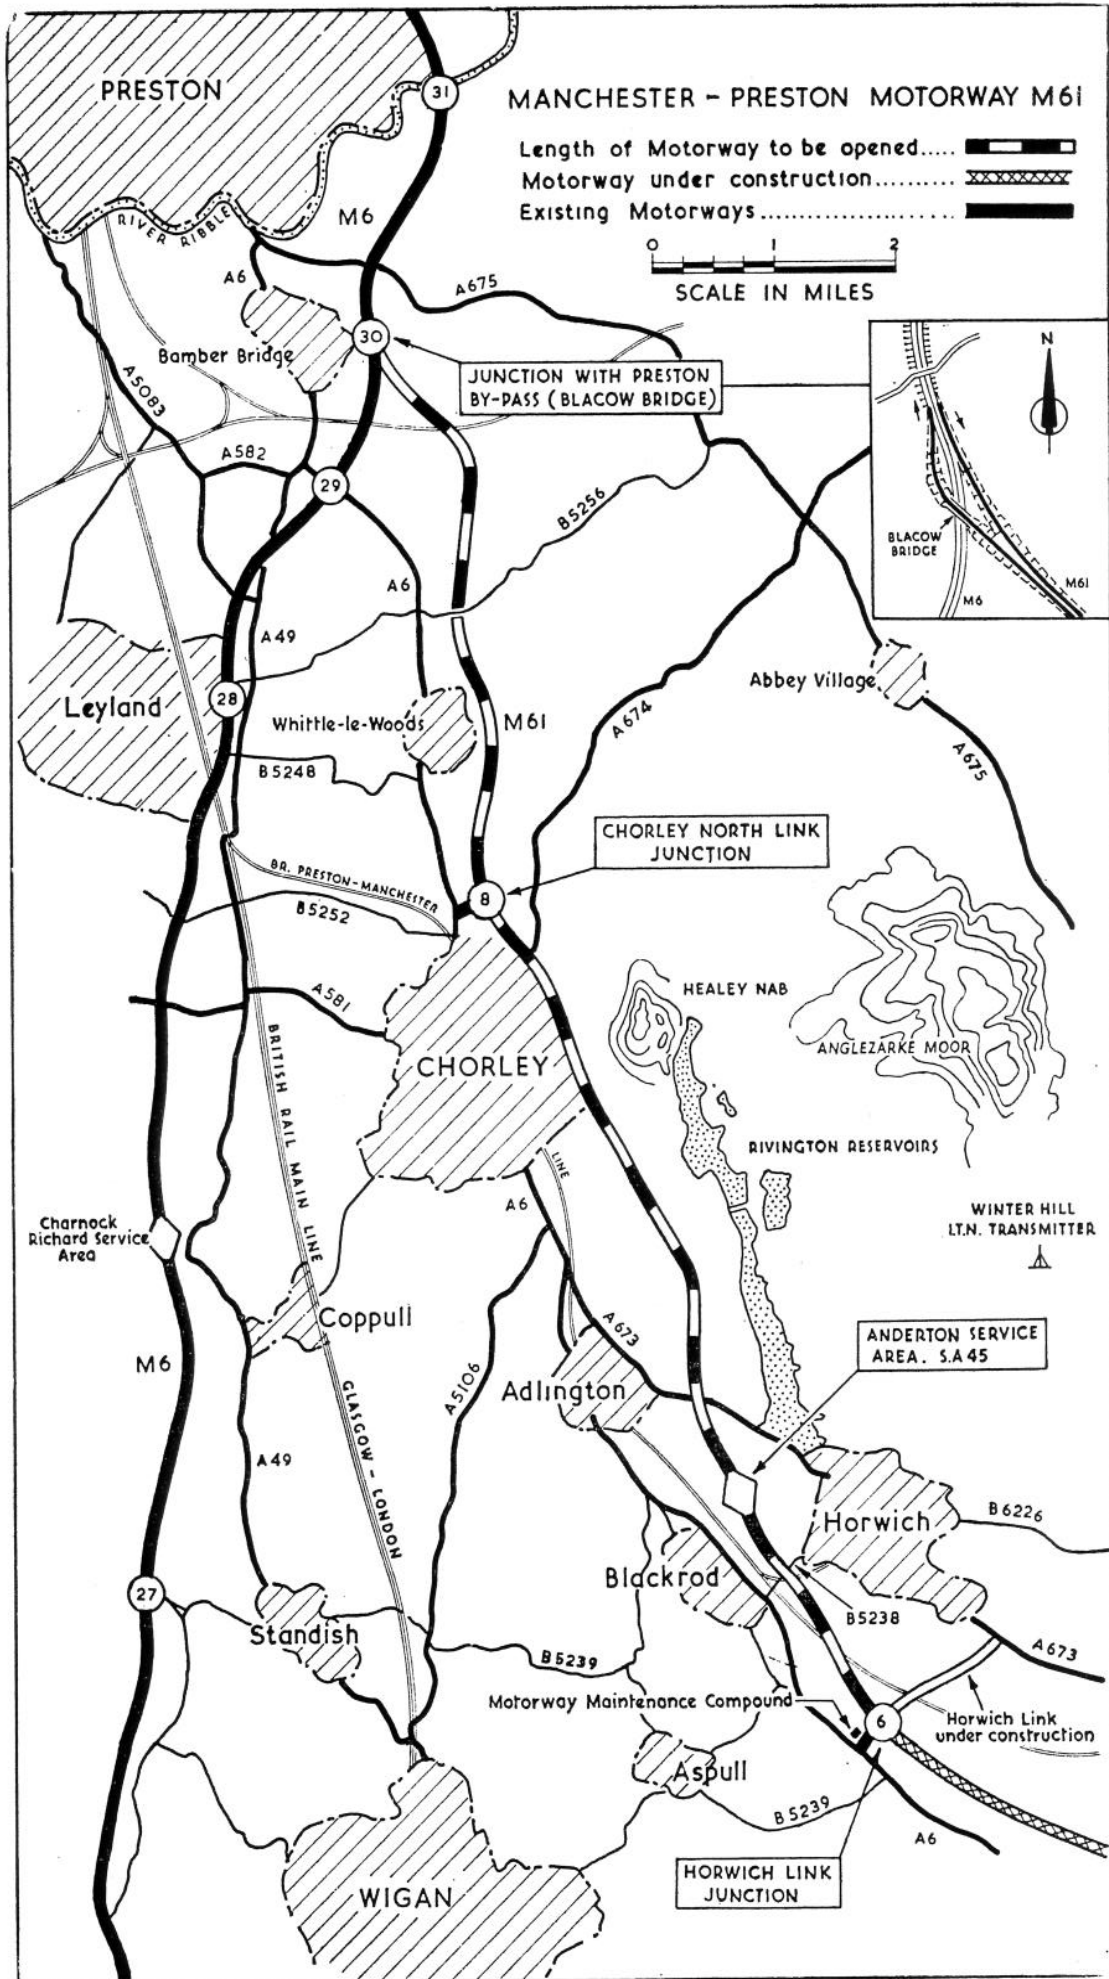 PRESTON
31
MANCHESTER - PRESTON MOTORWAY M61
Length of Motorway to be opened.....
Motorway under construction..........
Existing Motorways......................
0 1 2
SCALE IN MILES
RIVER RIBBLE
M6
A6
A675
30
Bamber Bridge
JUNCTION WITH PRESTON
BY-PASS (BLACOW BRIDGE)
N
BLACOW
BRIDGE
M6
M61
A5083
A582
29
B5256
A6
A49
Leyland
28
Whittle-le-Woods
M61
A674
Abbey Village
A675
B5248
CHORLEY NORTH LINK
JUNCTION
BR. PRESTON-MANCHESTER
LINE
8
B5252
A581
HEALEY NAB
ANGLEZARKE MOOR
CHORLEY
BRITISH RAIL MAIN LINE
GLASGOW - LONDON
RIVINGTON RESERVOIRS
A6
WINTER HILL
I.T.N. TRANSMITTER
Charnock
Richard Service
Area
Coppull
A673
ANDERTON SERVICE
AREA. S.A45
M6
A5106
Adlington
A49
Horwich
B6226
27
Blackrod
B5238
Standish
B5239
A673
Motorway Maintenance Compound
6
Horwich Link
under construction
Aspull
B5239
A6
HORWICH LINK
JUNCTION
WIGAN